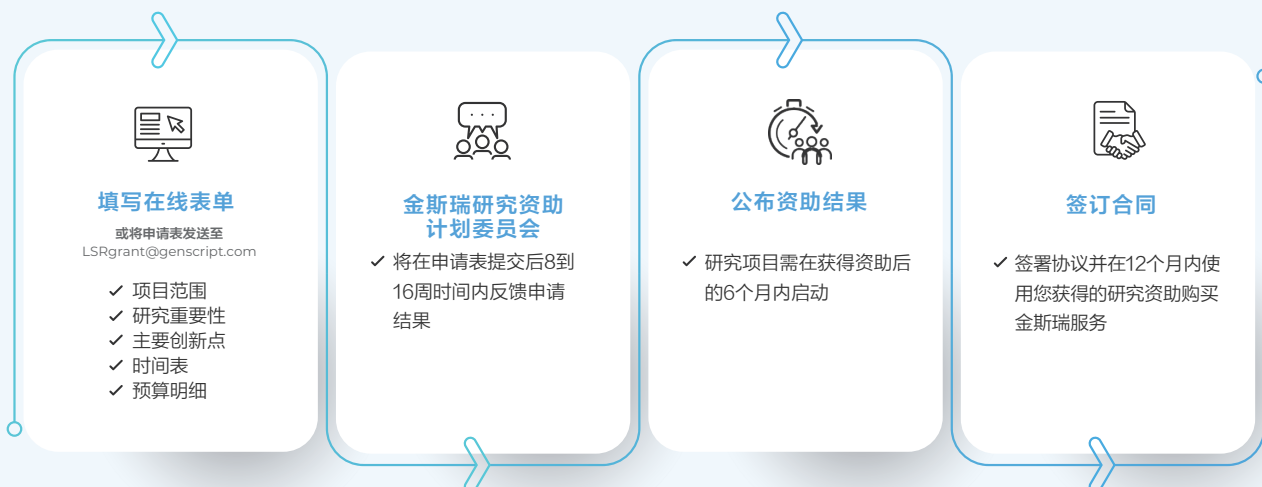 填写在线表单
或将申请表发送至
LSRgrant@genscript.com
项目范围
研究重要性
主要创新点
时间表
预算明细
金斯瑞研究资助
计划委员会
将在申请表提交后8到
16周时间内反馈申请
结果
公布资助结果
研究项目需在获得资助后
的6个月内启动
签订合同
签署协议并在12个月内使
用您获得的研究资助购买
金斯瑞服务